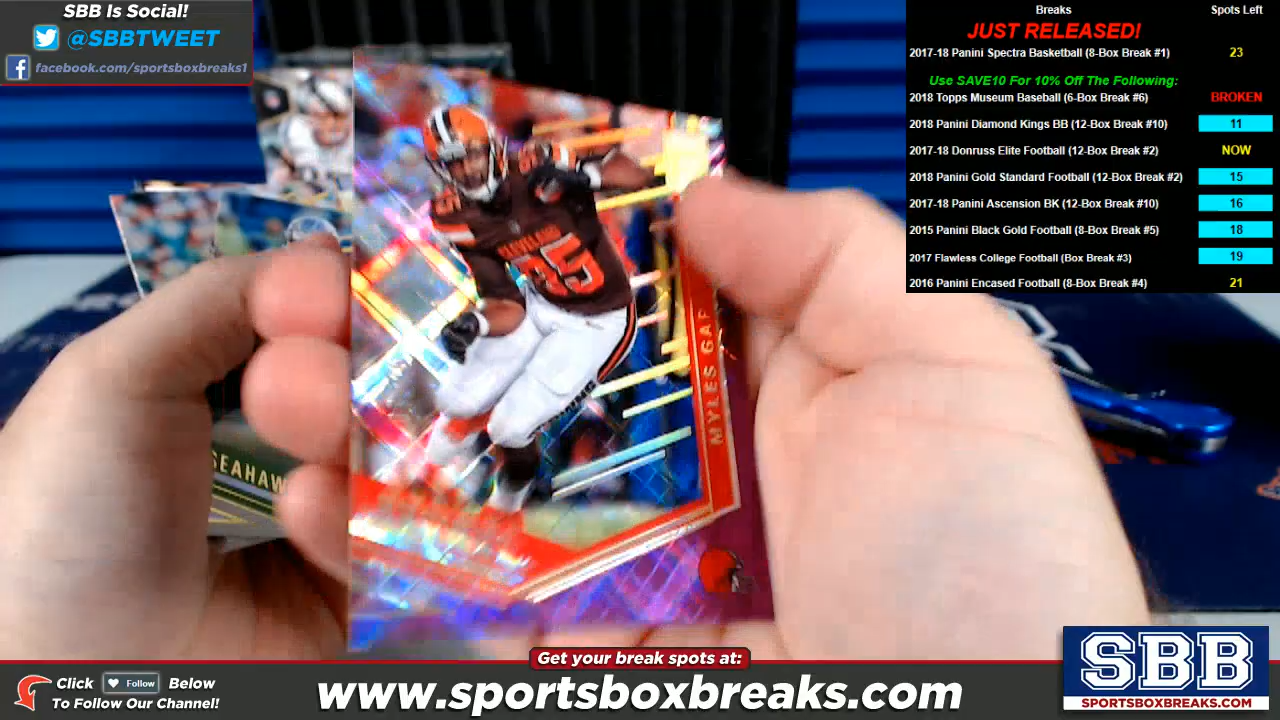 SBB Is Social!
@SBBTWEET
facebook.com/sportsboxbreaks1
Breaks Spots Left
JUST RELEASED!
2017-18 Panini Spectra Basketball (8-Box Break #1) 23
Use SAVE10 For 10% Off The Following:
2018 Topps Museum Baseball (6-Box Break #6) BROKEN
2018 Panini Diamond Kings BB (12-Box Break #10) 11
2017-18 Donruss Elite Football (12-Box Break #2) NOW
2018 Panini Gold Standard Football (12-Box Break #2) 15
2017-18 Panini Ascension BK (12-Box Break #10) 16
2015 Panini Black Gold Football (8-Box Break #5) 18
2017 Flawless College Football (Box Break #3) 19
2016 Panini Encased Football (8-Box Break #4) 21
CLEVELAND
95
MYLES GAR
SEAHAW
Get your break spots at:
Click Follow Below
To Follow Our Channel!
www.sportsboxbreaks.com
SBB
SPORTSBOXBREAKS.COM